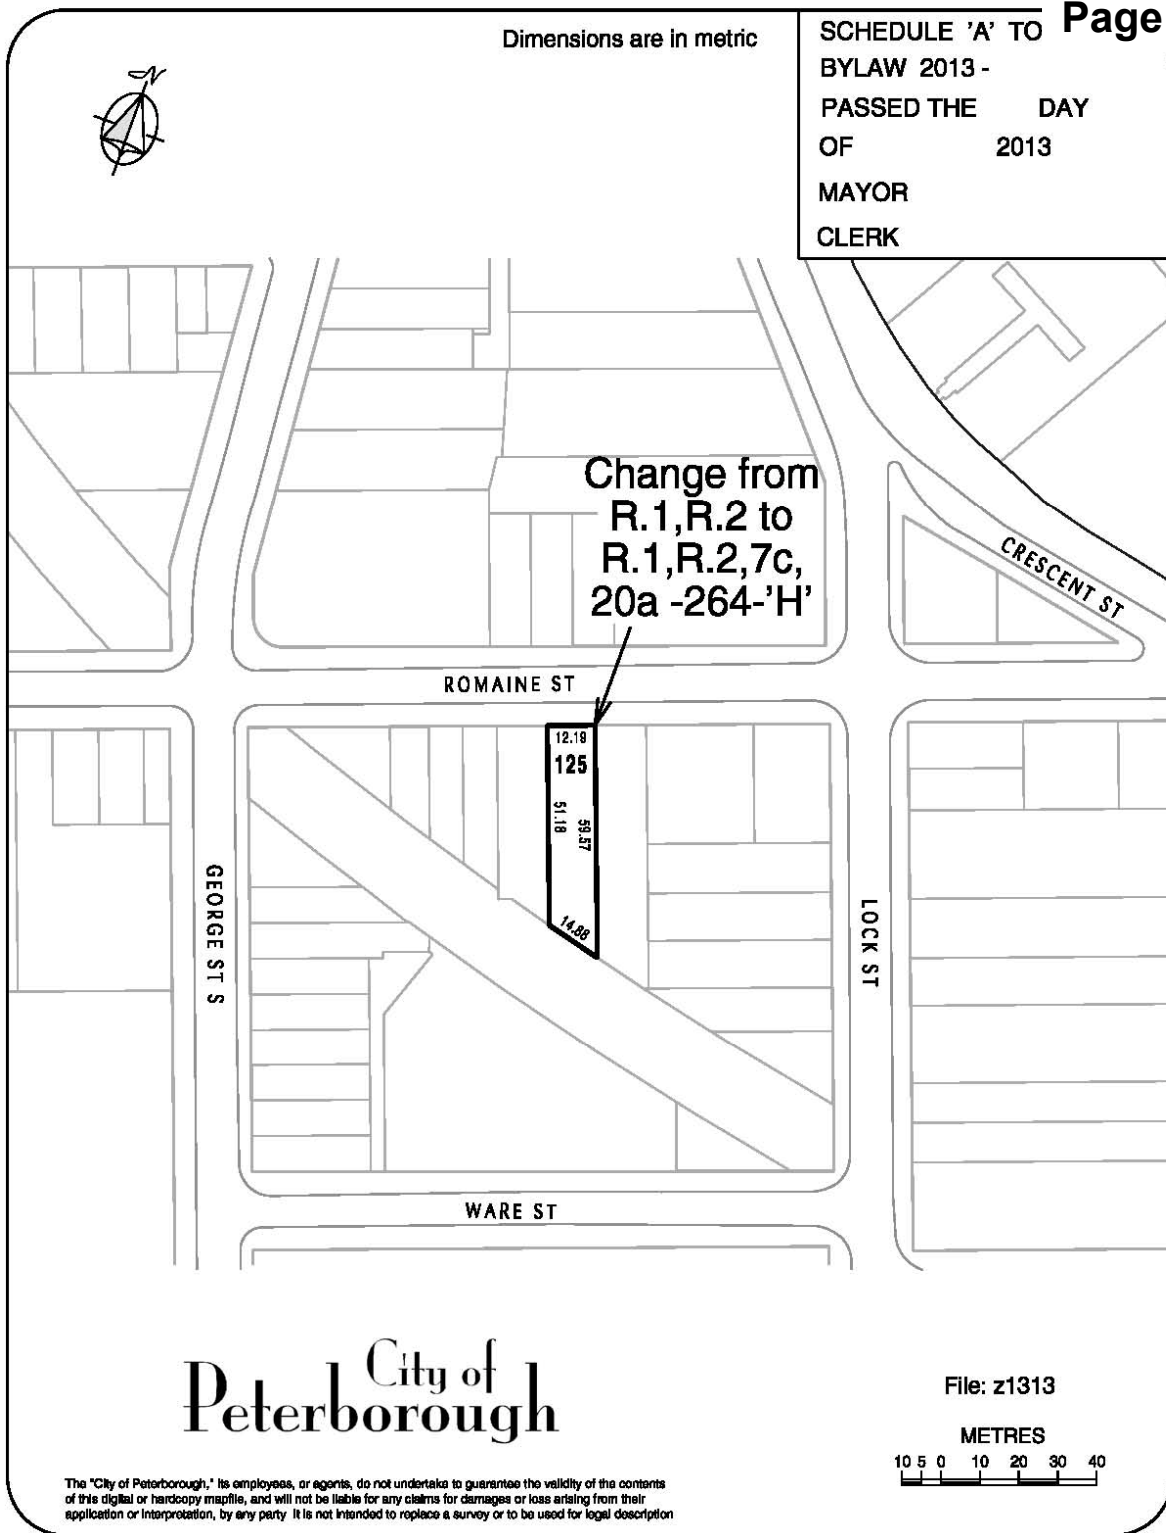 Page
Dimensions are in metric
SCHEDULE 'A' TO
BYLAW 2013 -
PASSED THE DAY
OF 2013
MAYOR
CLERK
N
Change from
R.1,R.2 to
R.1,R.2,7c,
20a -264-'H'
CRESCENT ST
ROMAINE ST
12.19
125
51.18
59.57
14.88
GEORGE ST S
LOCK ST
WARE ST
City of
Peterborough
File: z1313
METRES
10 5 0 10 20 30 40
The "City of Peterborough," its employees, or agents, do not undertake to guarantee the validity of the contents
of this digital or hardcopy mapfile, and will not be liable for any claims for damages or loss arising from their
application or interpretation, by any party It is not intended to replace a survey or to be used for legal description